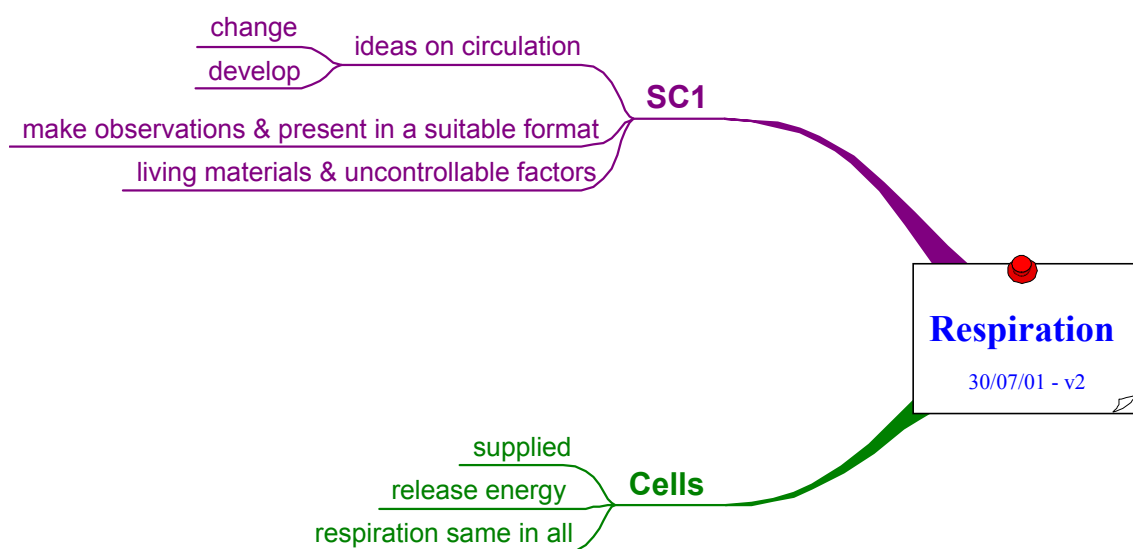 change
develop
ideas on circulation
make observations & present in a suitable format
living materials & uncontrollable factors
SC1
Respiration
30/07/01 - v2
supplied
release energy
respiration same in all
Cells